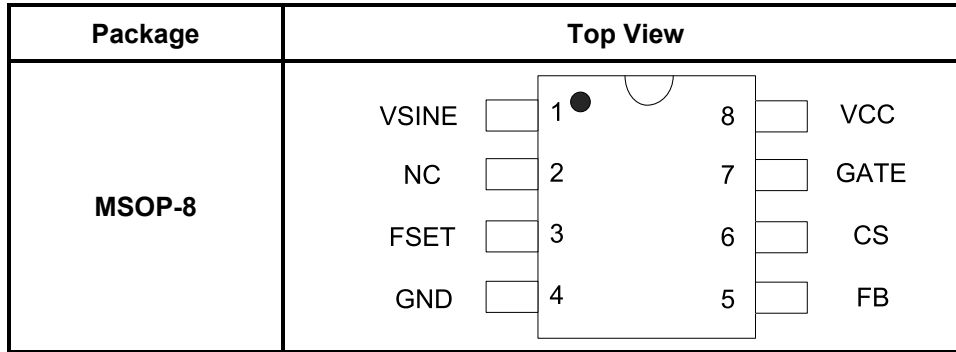 Package Top View
MSOP-8
VSINE 1 8 VCC
NC 2 7 GATE
FSET 3 6 CS
GND 4 5 FB